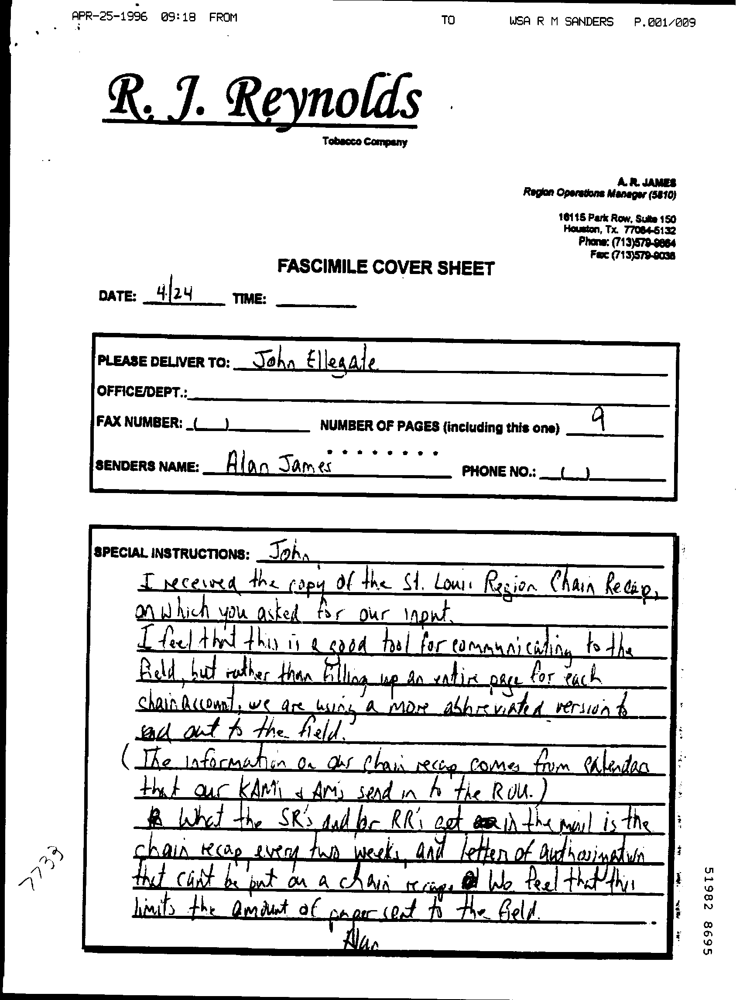 APR-25-1996 09:18 FROM TO WSA R M SANDERS P.001/009
R. J. Reynolds
Tobacco Company
A. R. JAMES
Region Operations Manager (5810)
16115 Park Row, Suite 150
Houston, Tx. 77084-5132
Phone: (713)579-9664
Fax: (713)579-9036
FASCIMILE COVER SHEET
DATE: 4/24 TIME:
PLEASE DELIVER TO: John Ellegate
OFFICE/DEPT.:
FAX NUMBER: ( ) NUMBER OF PAGES (including this one) 9
SENDERS NAME: Alan James PHONE NO.: ( )
SPECIAL INSTRUCTIONS: John,
I received the copy of the St. Louis Region Chain Recap,
on which you asked for our input.
I feel that this is a good tool for communicating to the
field, but rather than filling up an entire page for each
chain account, we are using a more abbreviated version to
send out to the field.
(The information on our chain recap comes from calendars
that our KAM's & AM's send in to the ROU.)
What the SR's and/or RR's get in the mail is the
chain recap every two weeks, and letters of authorization
that can't be put on a chain recap. We feel that this
limits the amount of paper sent to the field.
Alan
7739
51982 8695